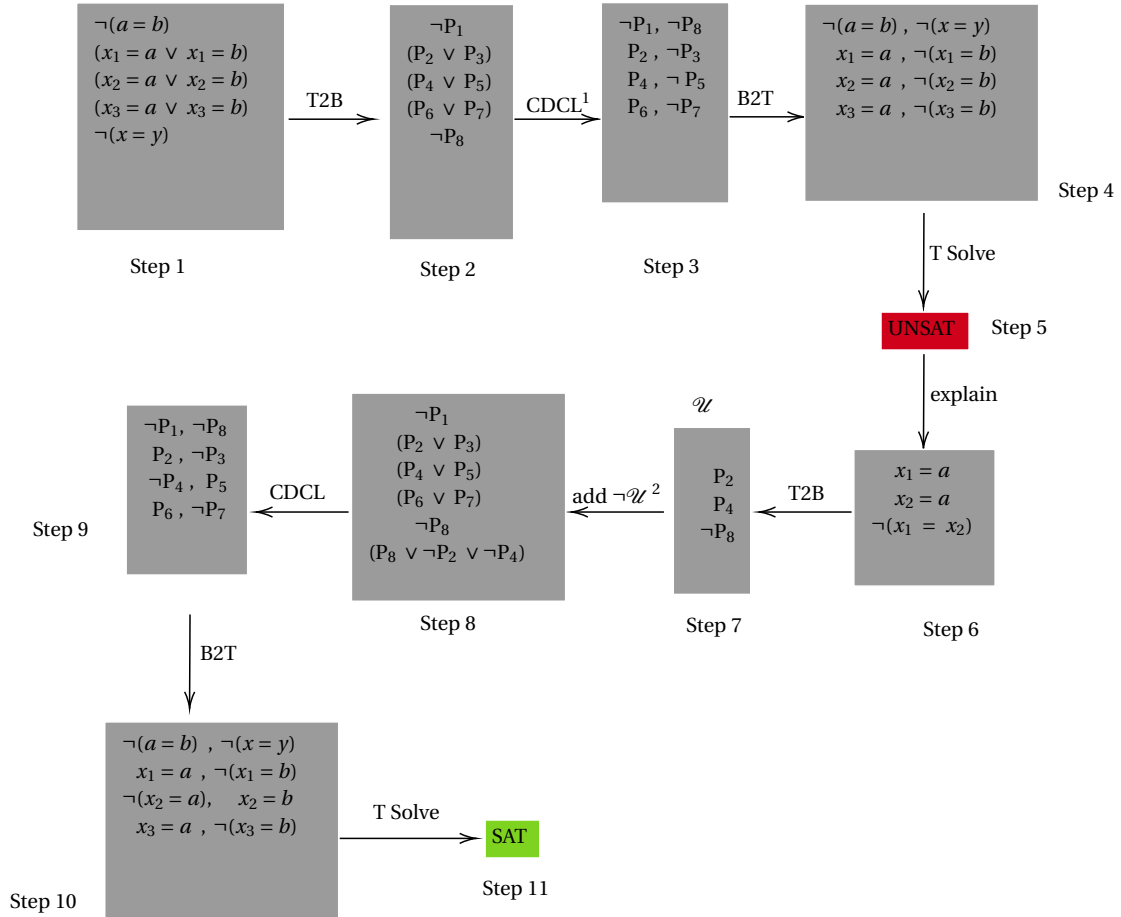 ¬(a = b)
(x₁ = a ∨ x₁ = b)
(x₂ = a ∨ x₂ = b)
(x₃ = a ∨ x₃ = b)
¬(x = y)
Step 1
T2B
¬P₁
(P₂ ∨ P₃)
(P₄ ∨ P₅)
(P₆ ∨ P₇)
¬P₈
Step 2
CDCL¹
¬P₁, ¬P₈
P₂ , ¬P₃
P₄ , ¬ P₅
P₆ , ¬P₇
Step 3
B2T
¬(a = b) , ¬(x = y)
x₁ = a , ¬(x₁ = b)
x₂ = a , ¬(x₂ = b)
x₃ = a , ¬(x₃ = b)
Step 4
T Solve
UNSAT
Step 5
explain
x₁ = a
x₂ = a
¬(x₁ = x₂)
Step 6
T2B
𝒰
P₂
P₄
¬P₈
Step 7
add ¬𝒰 ²
¬P₁
(P₂ ∨ P₃)
(P₄ ∨ P₅)
(P₆ ∨ P₇)
¬P₈
(P₈ ∨ ¬P₂ ∨ ¬P₄)
Step 8
CDCL
¬P₁, ¬P₈
P₂ , ¬P₃
¬P₄ , P₅
P₆ , ¬P₇
Step 9
B2T
¬(a = b) , ¬(x = y)
x₁ = a , ¬(x₁ = b)
¬(x₂ = a), x₂ = b
x₃ = a , ¬(x₃ = b)
Step 10
T Solve
SAT
Step 11